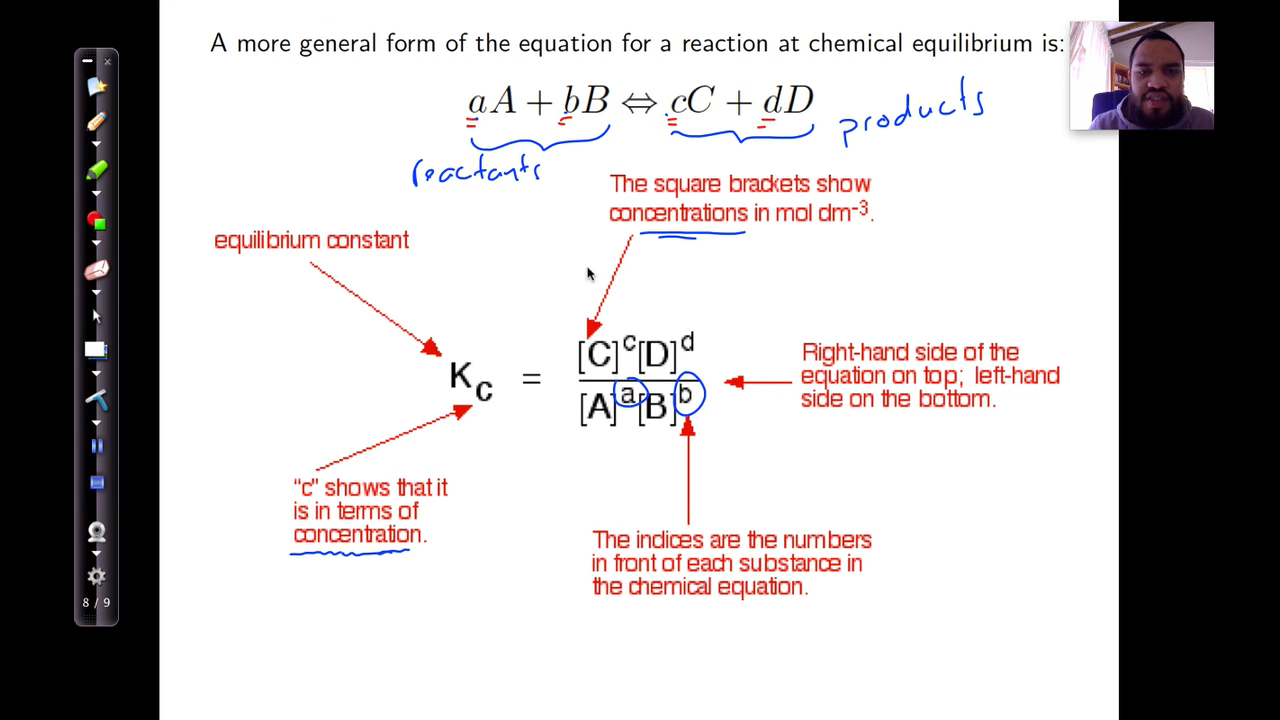 A more general form of the equation for a reaction at chemical equilibrium is:
aA + bB ⇔ cC + dD
products
reactants
The square brackets show
concentrations in mol dm⁻³.
equilibrium constant
K_c = [C]^c[D]^d / [A]^a[B]^b
Right-hand side of the
equation on top; left-hand
side on the bottom.
"c" shows that it
is in terms of
concentration.
The indices are the numbers
in front of each substance in
the chemical equation.
8 / 9